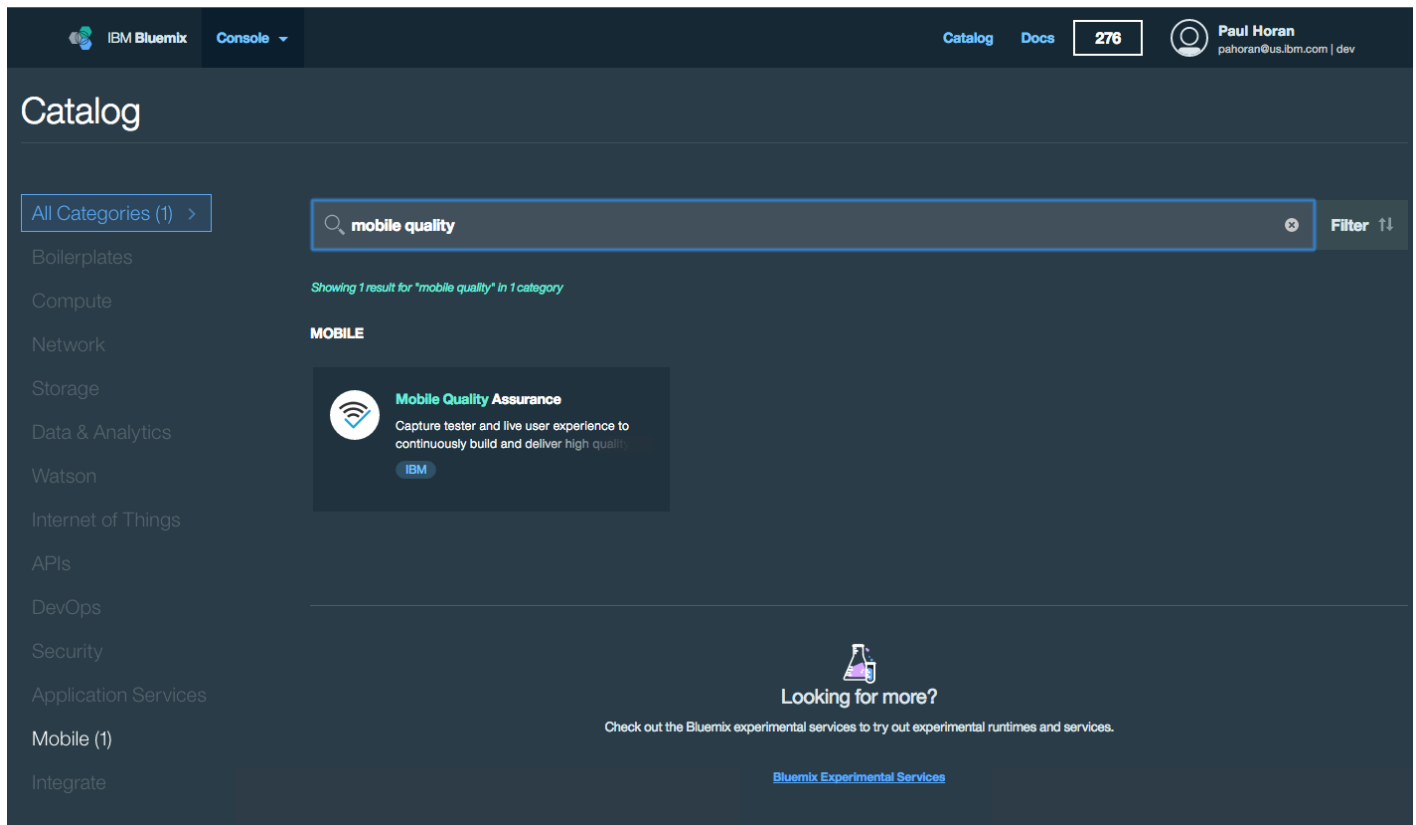 IBM Bluemix
Console
Catalog
Docs
276
Paul Horan
pahoran@us.ibm.com | dev
Catalog
All Categories (1) >
Boilerplates
Compute
Network
Storage
Data & Analytics
Watson
Internet of Things
APIs
DevOps
Security
Application Services
Mobile (1)
Integrate
mobile quality
Filter
Showing 1 result for "mobile quality" in 1 category
MOBILE
Mobile Quality Assurance
Capture tester and live user experience to
continuously build and deliver high quality
IBM
Looking for more?
Check out the Bluemix experimental services to try out experimental runtimes and services.
Bluemix Experimental Services